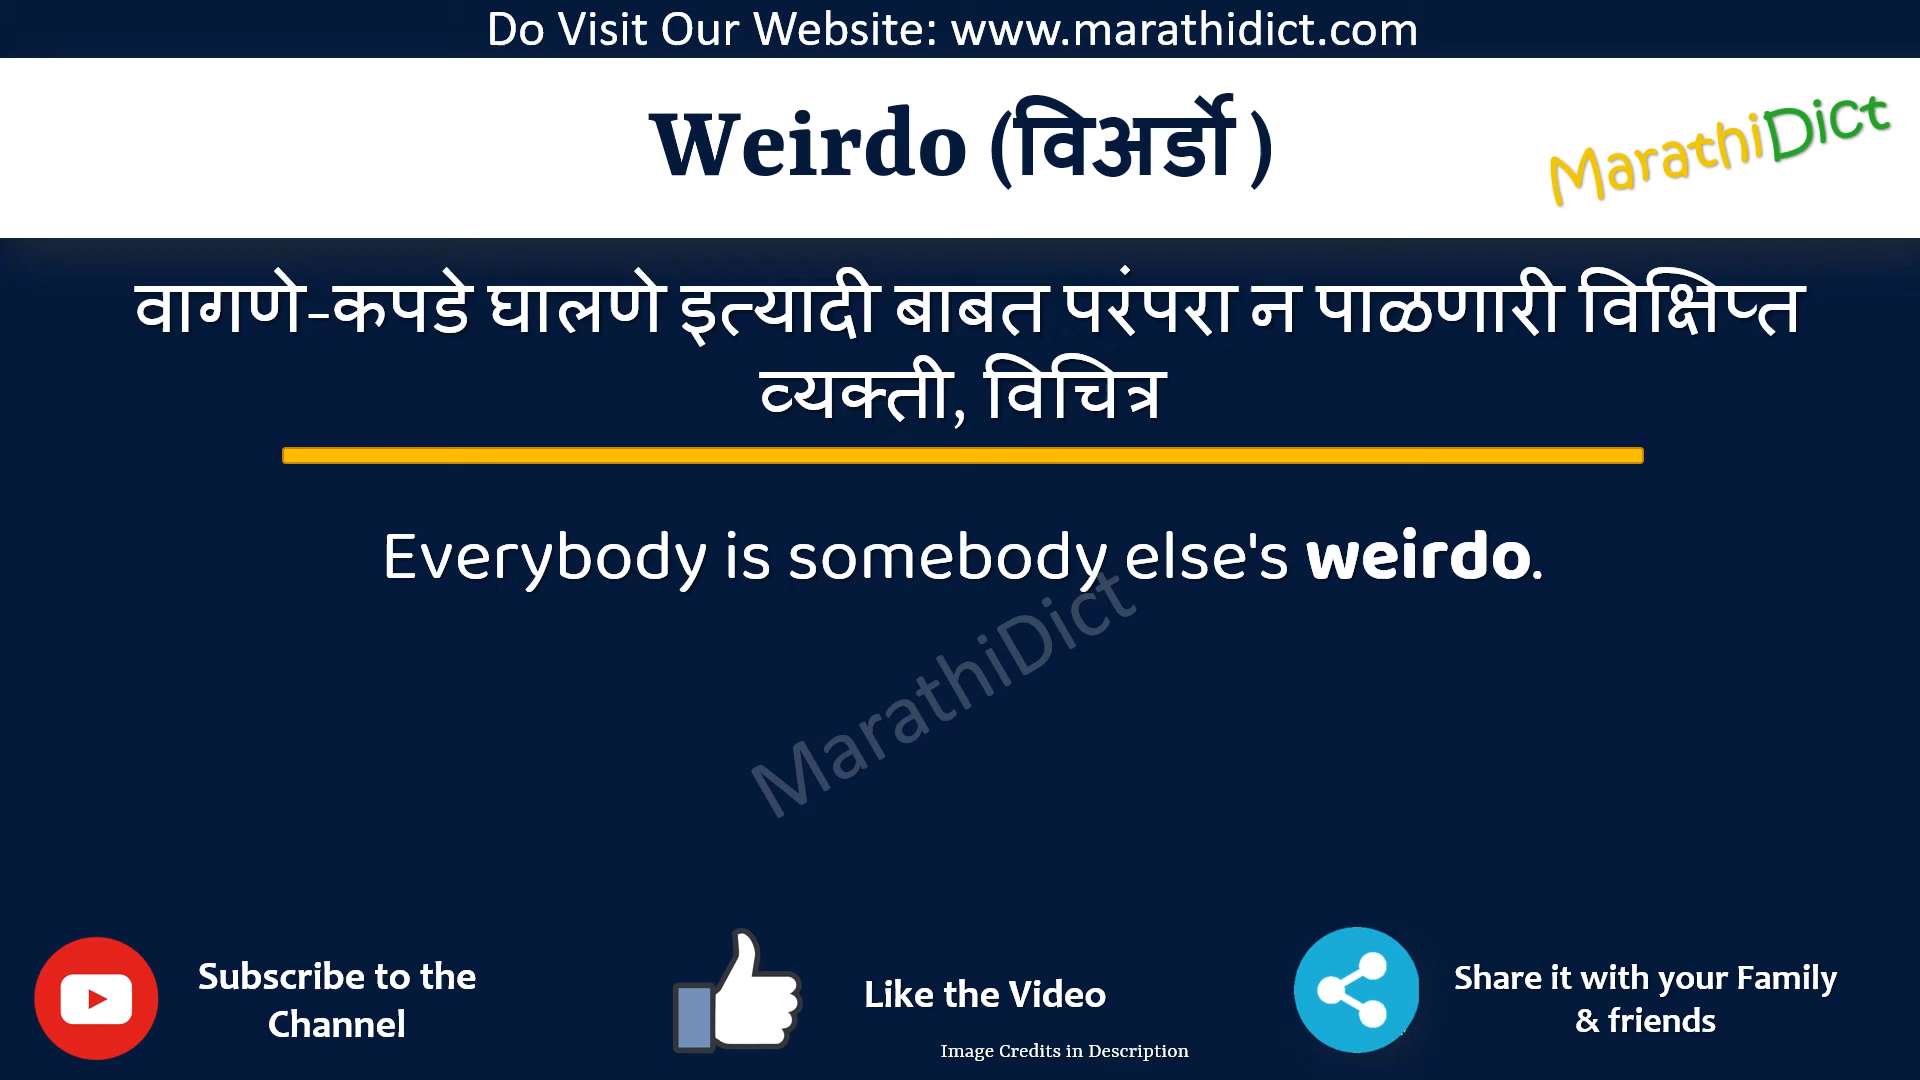 Do Visit Our Website: www.marathidict.com
Weirdo (विअर्डो )
MarathiDict
वागणे-कपडे घालणे इत्यादी बाबत परंपरा न पाळणारी विक्षिप्त
व्यक्ती, विचित्र
Everybody is somebody else's weirdo.
MarathiDict
Subscribe to the
Channel
Like the Video
Share it with your Family
& friends
Image Credits in Description